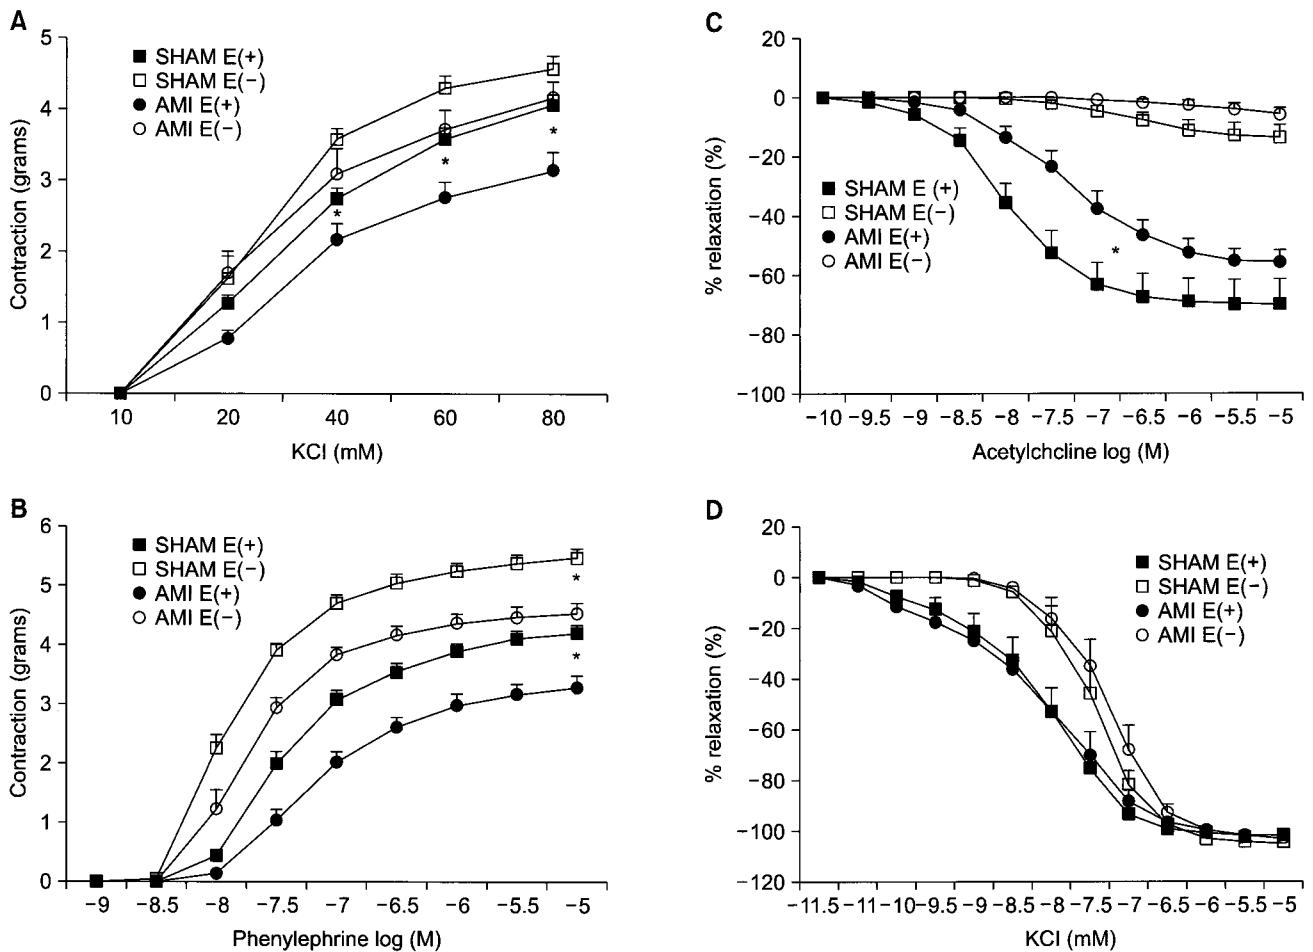 A
5
4
3
2
1
0
Contraction (grams)
SHAM E(+)
SHAM E(−)
AMI E(+)
AMI E(−)
*
*
*
10 20 40 60 80
KCl (mM)
B
6
5
4
3
2
1
0
Contraction (grams)
SHAM E(+)
SHAM E(−)
AMI E(+)
AMI E(−)
*
*
−9 −8.5 −8 −7.5 −7 −6.5 −6 −5.5 −5
Phenylephrine log (M)
C
20
0
−20
−40
−60
−80
−100
% relaxation (%)
SHAM E (+)
SHAM E(−)
AMI E(+)
AMI E(−)
*
−10 −9.5 −9 −8.5 −8 −7.5 −7 −6.5 −6 −5.5 −5
Acetylchcline log (M)
D
20
0
−20
−40
−60
−80
−100
−120
% relaxation (%)
SHAM E(+)
SHAM E(−)
AMI E(+)
AMI E(−)
−11.5 −11 −10 −9.5 −9 −8.5 −8 −7.5 −7 −6.5 −6 −5.5 −5
KCl (mM)